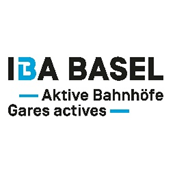 IBA BASEL
Aktive Bahnhöfe
Gares actives